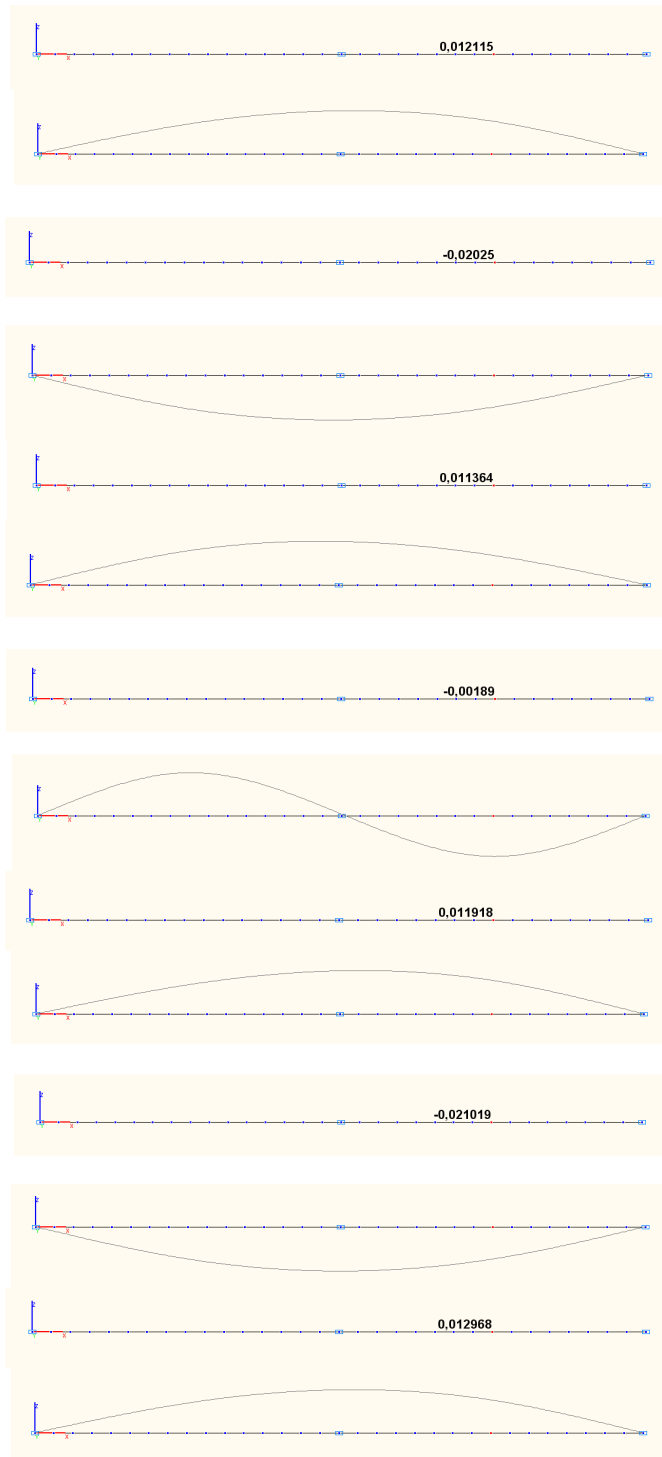 Z
0,012115
Y X
Z
Y X
Z
-0,02025
Y X
Z
Y X
Z
0,011364
Y X
Z
Y X
Z
-0,00189
Y X
Z
Y X
Z
0,011918
Y X
Z
Y X
Z
-0,021019
Y X
Z
Y X
Z
0,012968
Y X
Z
Y X